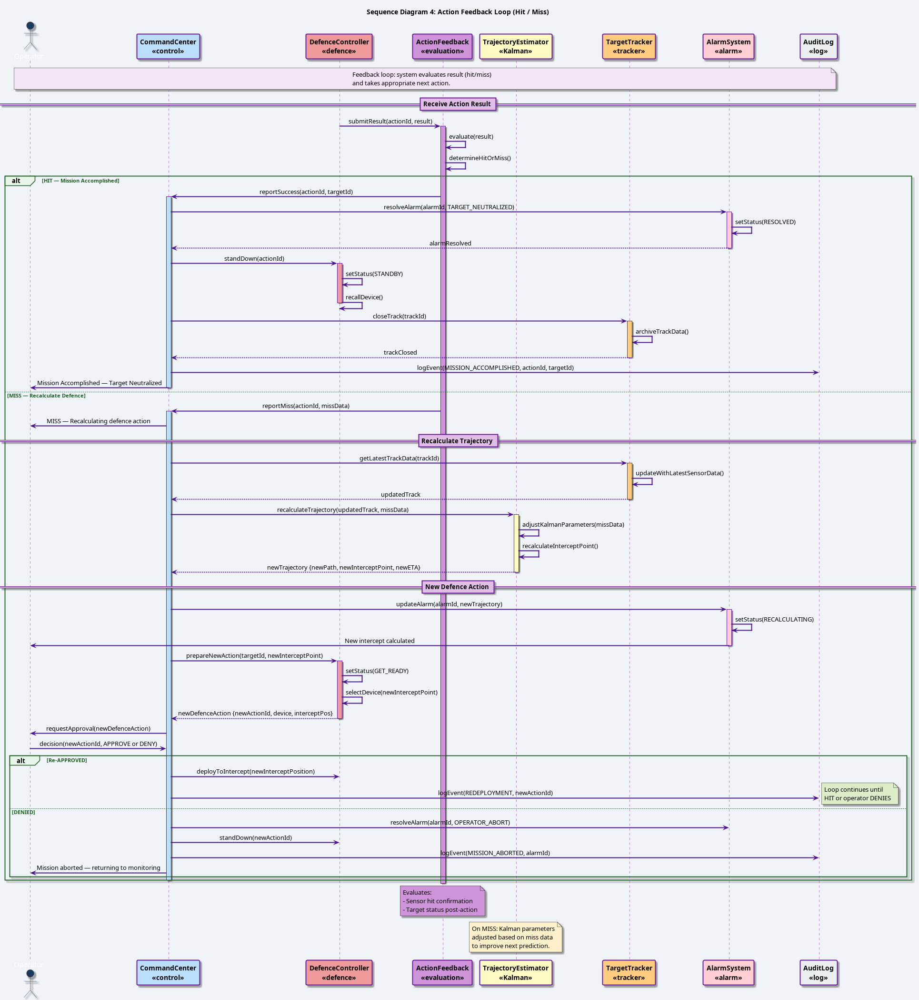 Sequence Diagram 4: Action Feedback Loop (Hit / Miss)
Operator
CommandCenter
«control»
DefenceController
«defence»
ActionFeedback
«evaluation»
TrajectoryEstimator
«Kalman»
TargetTracker
«tracker»
AlarmSystem
«alarm»
AuditLog
«log»
Feedback loop: system evaluates result (hit/miss)
and takes appropriate next action.
Receive Action Result
submitResult(actionId, result)
evaluate(result)
determineHitOrMiss()
alt [HIT — Mission Accomplished]
reportSuccess(actionId, targetId)
resolveAlarm(alarmId, TARGET_NEUTRALIZED)
setStatus(RESOLVED)
alarmResolved
standDown(actionId)
setStatus(STANDBY)
recallDevice()
closeTrack(trackId)
archiveTrackData()
trackClosed
logEvent(MISSION_ACCOMPLISHED, actionId, targetId)
Mission Accomplished — Target Neutralized
[MISS — Recalculate Defence]
reportMiss(actionId, missData)
MISS — Recalculating defence action
Recalculate Trajectory
getLatestTrackData(trackId)
updateWithLatestSensorData()
updatedTrack
recalculateTrajectory(updatedTrack, missData)
adjustKalmanParameters(missData)
recalculateInterceptPoint()
newTrajectory {newPath, newInterceptPoint, newETA}
New Defence Action
updateAlarm(alarmId, newTrajectory)
setStatus(RECALCULATING)
New intercept calculated
prepareNewAction(targetId, newInterceptPoint)
setStatus(GET_READY)
selectDevice(newInterceptPoint)
newDefenceAction {newActionId, device, interceptPos}
requestApproval(newDefenceAction)
decision(newActionId, APPROVE or DENY)
alt [Re-APPROVED]
deployToIntercept(newInterceptPosition)
logEvent(REDEPLOYMENT, newActionId)
Loop continues until
HIT or operator DENIES
[DENIED]
resolveAlarm(alarmId, OPERATOR_ABORT)
standDown(newActionId)
logEvent(MISSION_ABORTED, alarmId)
Mission aborted — returning to monitoring
Evaluates:
- Sensor hit confirmation
- Target status post-action
On MISS: Kalman parameters
adjusted based on miss data
to improve next prediction.
Operator
CommandCenter
«control»
DefenceController
«defence»
ActionFeedback
«evaluation»
TrajectoryEstimator
«Kalman»
TargetTracker
«tracker»
AlarmSystem
«alarm»
AuditLog
«log»